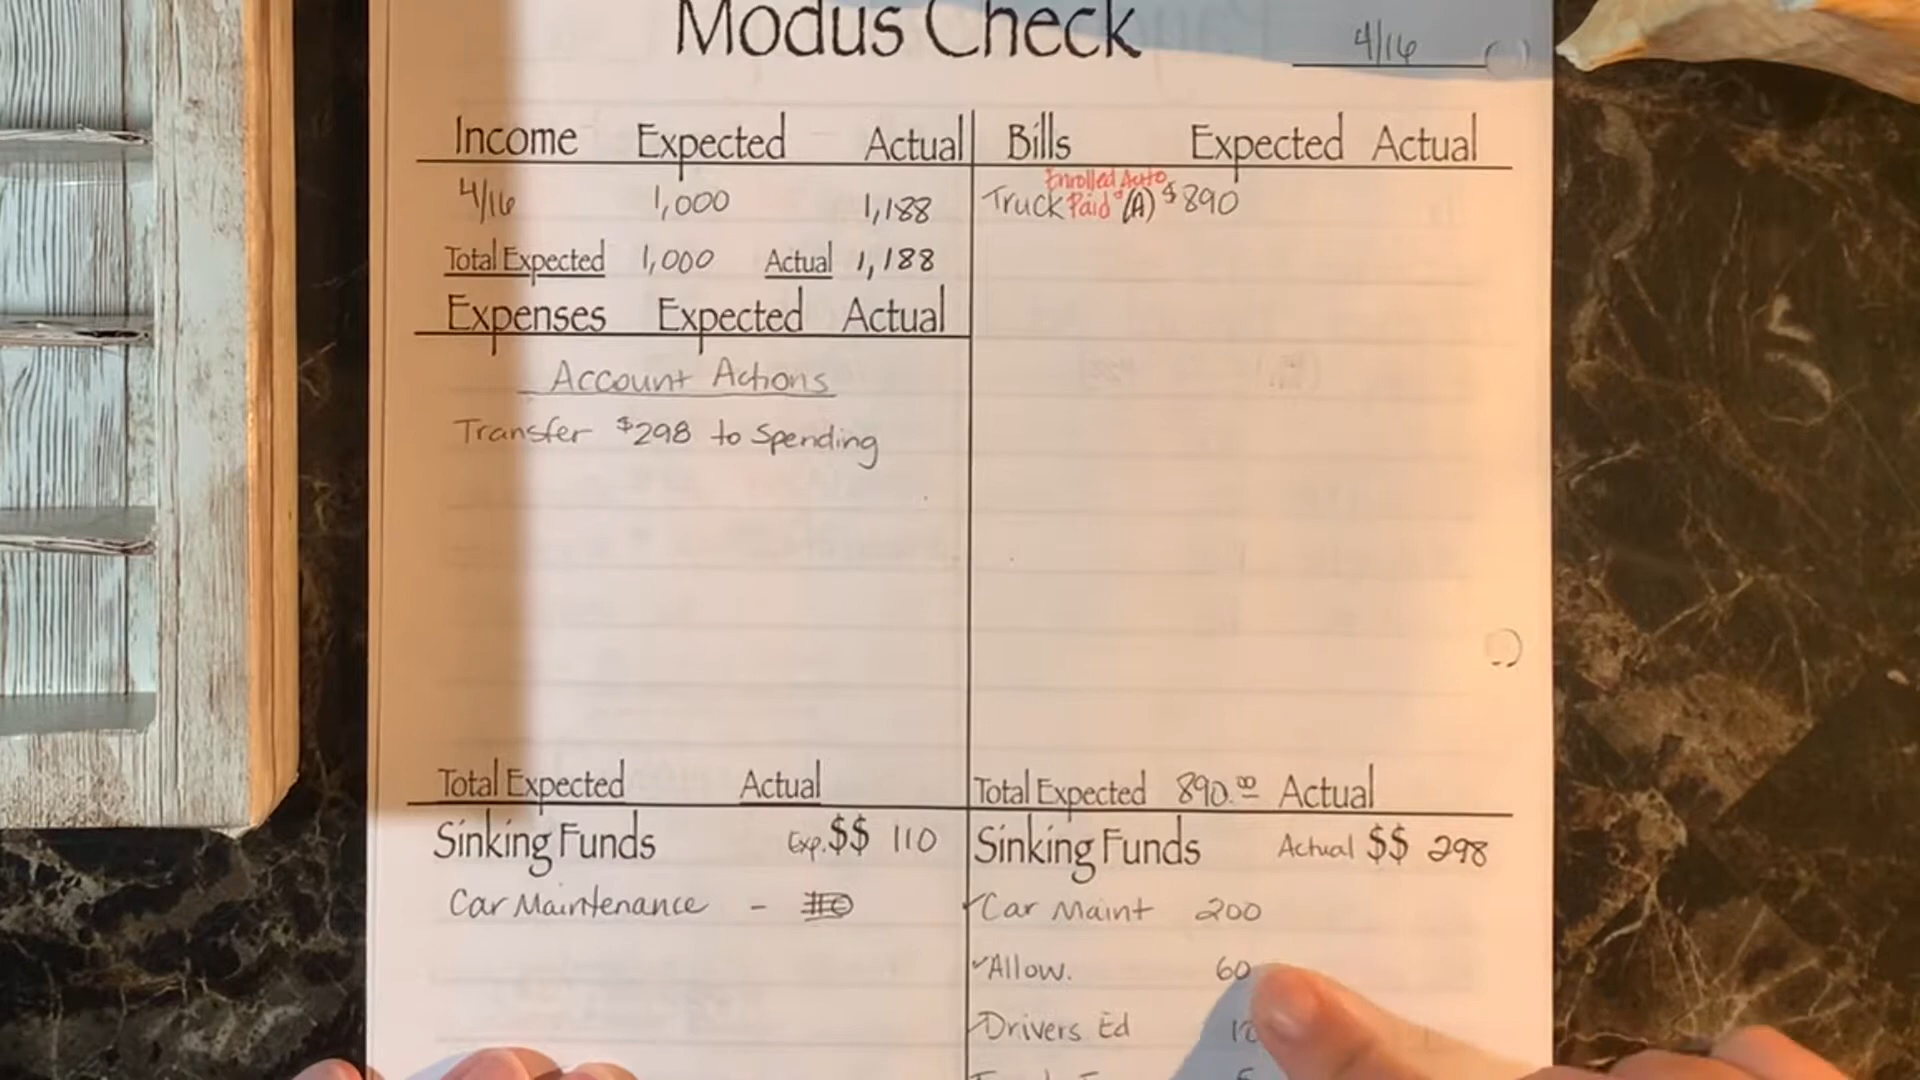 Modus Check
4/16
Income Expected Actual
4/16 1,000 1,188
Total Expected 1,000 Actual 1,188
Expenses Expected Actual
Account Actions
Transfer $298 to Spending
Total Expected Actual
Sinking Funds Exp. $$ 110
Car Maintenance -
Bills Expected Actual
Enrolled Auto
Truck Paid (A) $890
Total Expected 890.00 Actual
Sinking Funds Actual $$ 298
Car Maint 200
Allow. 60
Drivers Ed